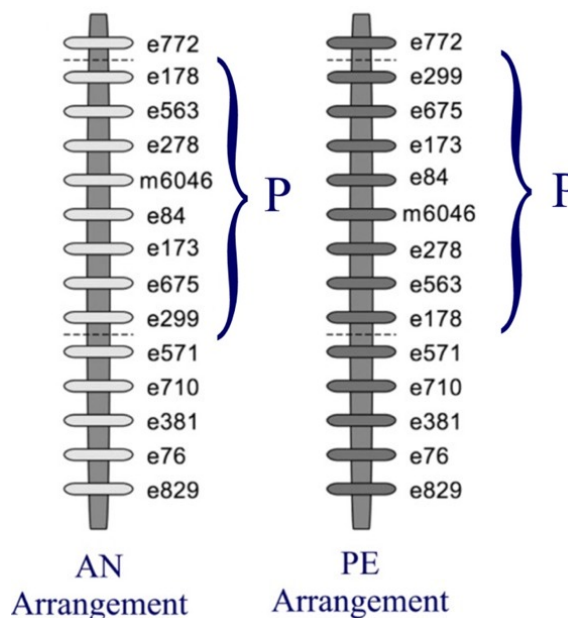 e772
e178
e563
e278
m6046
e84
e173
e675
e299
e571
e710
e381
e76
e829
P
AN
Arrangement
e772
e299
e675
e173
e84
m6046
e278
e563
e178
e571
e710
e381
e76
e829
PE
Arrangement